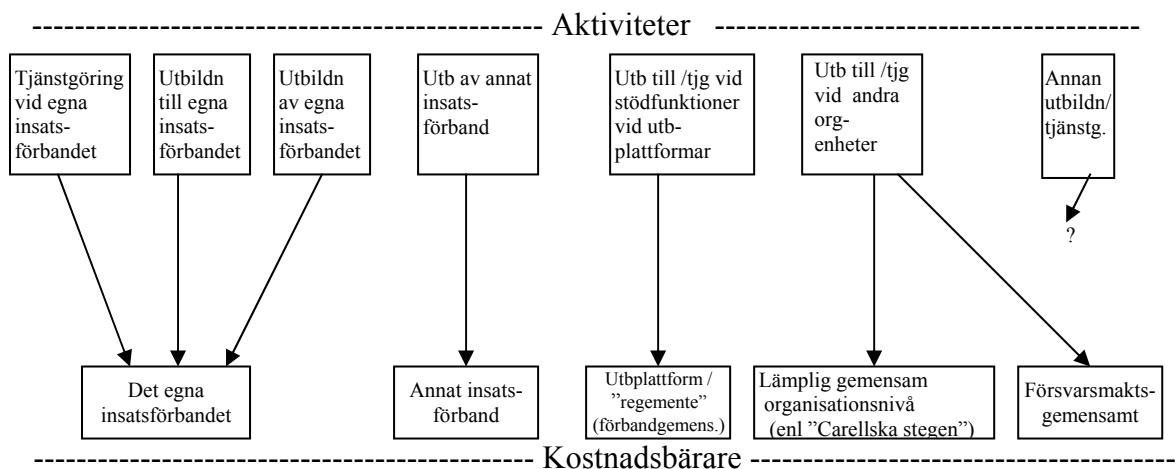 Aktiviteter
Tjänstgöring
vid egna
insats-
förbandet
Utbildn
till egna
insats-
förbandet
Utbildn
av egna
insats-
förbandet
Utb av annat
insats-
förband
Utb till /tjg vid
stödfunktioner
vid utb-
plattformar
Utb till /tjg
vid andra
org-
enheter
Annan
utbildn/
tjänstg.
?
Det egna
insatsförbandet
Annat insats-
förband
Utbplattform /
”regemente”
(förbandgemens.)
Lämplig gemensam
organisationsnivå
(enl ”Carellska stegen”)
Försvarsmakts-
gemensamt
Kostnadsbärare